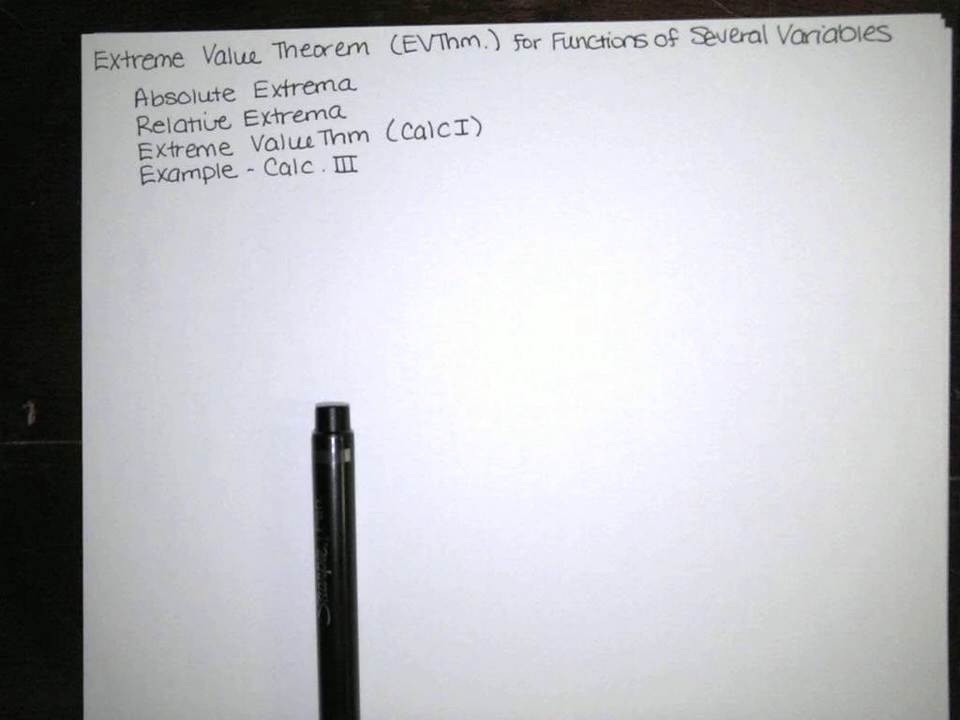 Extreme Value Theorem (EVThm.) for Functions of Several Variables
Absolute Extrema
Relative Extrema
Extreme Value Thm (Calc I)
Example - Calc. III